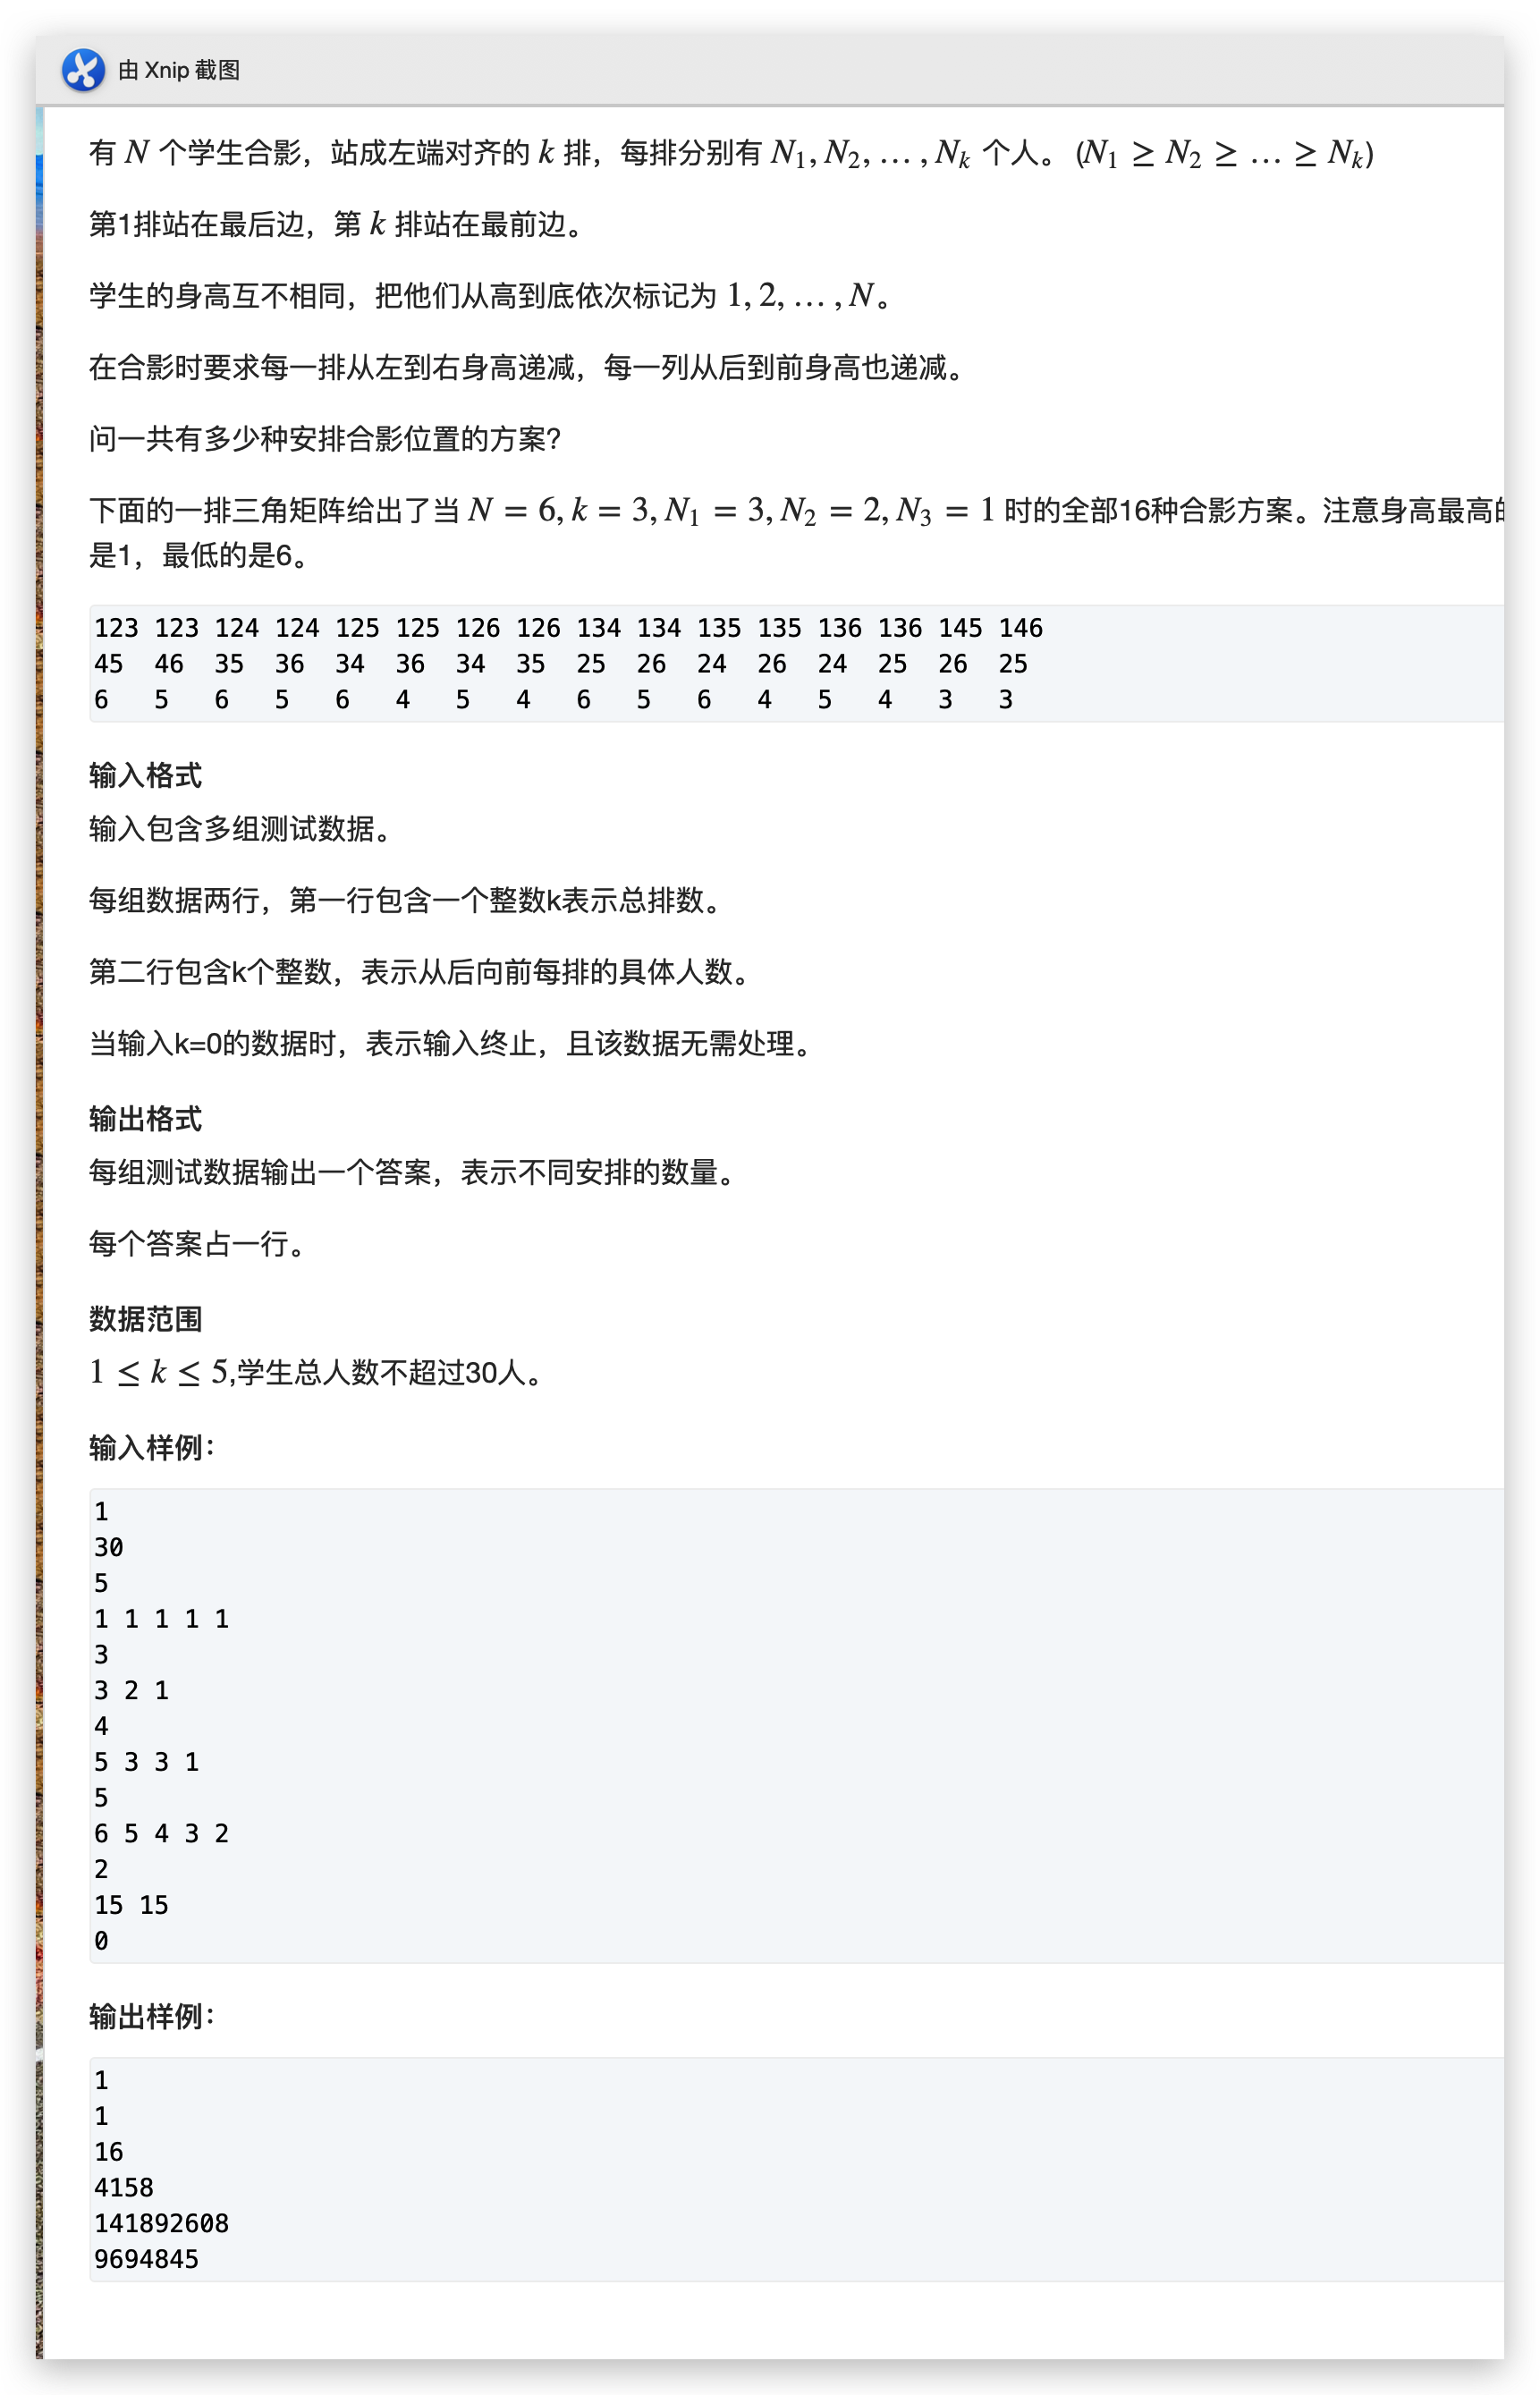 由 Xnip 截图
有 N 个学生合影，站成左端对齐的 k 排，每排分别有 N₁, N₂, … , Nₖ 个人。 (N₁ ≥ N₂ ≥ … ≥ Nₖ)
第1排站在最后边，第 k 排站在最前边。
学生的身高互不相同，把他们从高到底依次标记为 1, 2, … , N。
在合影时要求每一排从左到右身高递减，每一列从后到前身高也递减。
问一共有多少种安排合影位置的方案？
下面的一排三角矩阵给出了当 N = 6, k = 3, N₁ = 3, N₂ = 2, N₃ = 1 时的全部16种合影方案。注意身高最高的
是1，最低的是6。
123 123 124 124 125 125 126 126 134 134 135 135 136 136 145 146
45 46 35 36 34 36 34 35 25 26 24 26 24 25 26 25
6 5 6 5 6 4 5 4 6 5 6 4 5 4 3 3
输入格式
输入包含多组测试数据。
每组数据两行，第一行包含一个整数k表示总排数。
第二行包含k个整数，表示从后向前每排的具体人数。
当输入k=0的数据时，表示输入终止，且该数据无需处理。
输出格式
每组测试数据输出一个答案，表示不同安排的数量。
每个答案占一行。
数据范围
1 ≤ k ≤ 5,学生总人数不超过30人。
输入样例：
1
30
5
1 1 1 1 1
3
3 2 1
4
5 3 3 1
5
6 5 4 3 2
2
15 15
0
输出样例：
1
1
16
4158
141892608
9694845